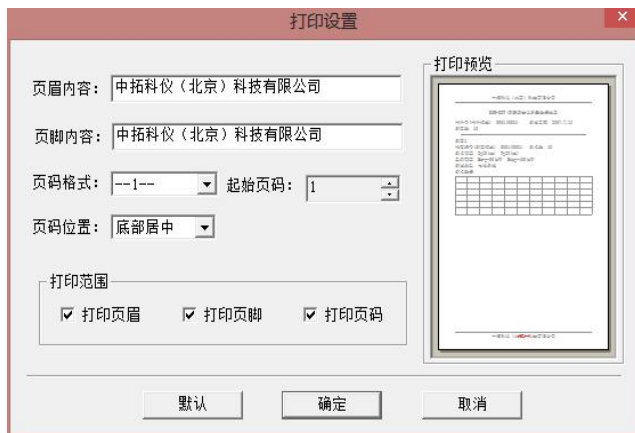 打印设置
页眉内容： 中拓科仪（北京）科技有限公司
页脚内容： 中拓科仪（北京）科技有限公司
页码格式： --1-- 起始页码： 1
页码位置： 底部居中
打印范围
打印页眉 打印页脚 打印页码
打印预览
默认 确定 取消